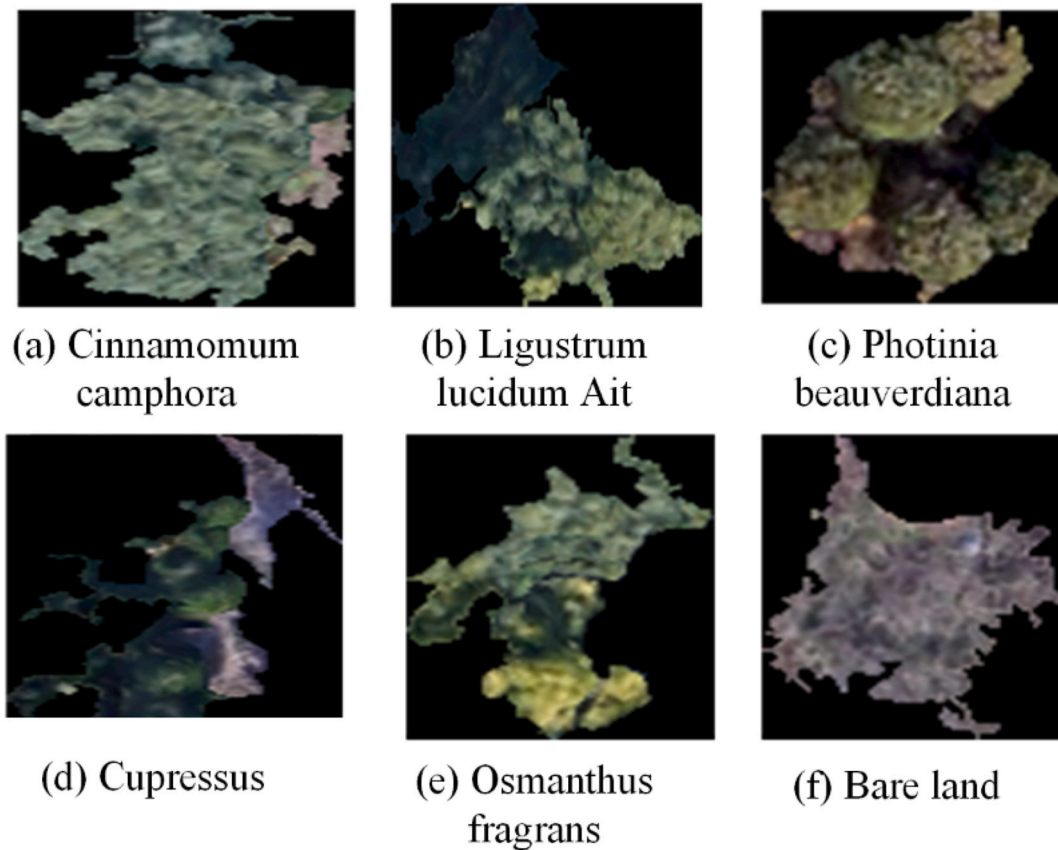 (a) Cinnamomum
camphora
(b) Ligustrum
lucidum Ait
(c) Photinia
beauverdiana
(d) Cupressus
(e) Osmanthus
fragrans
(f) Bare land